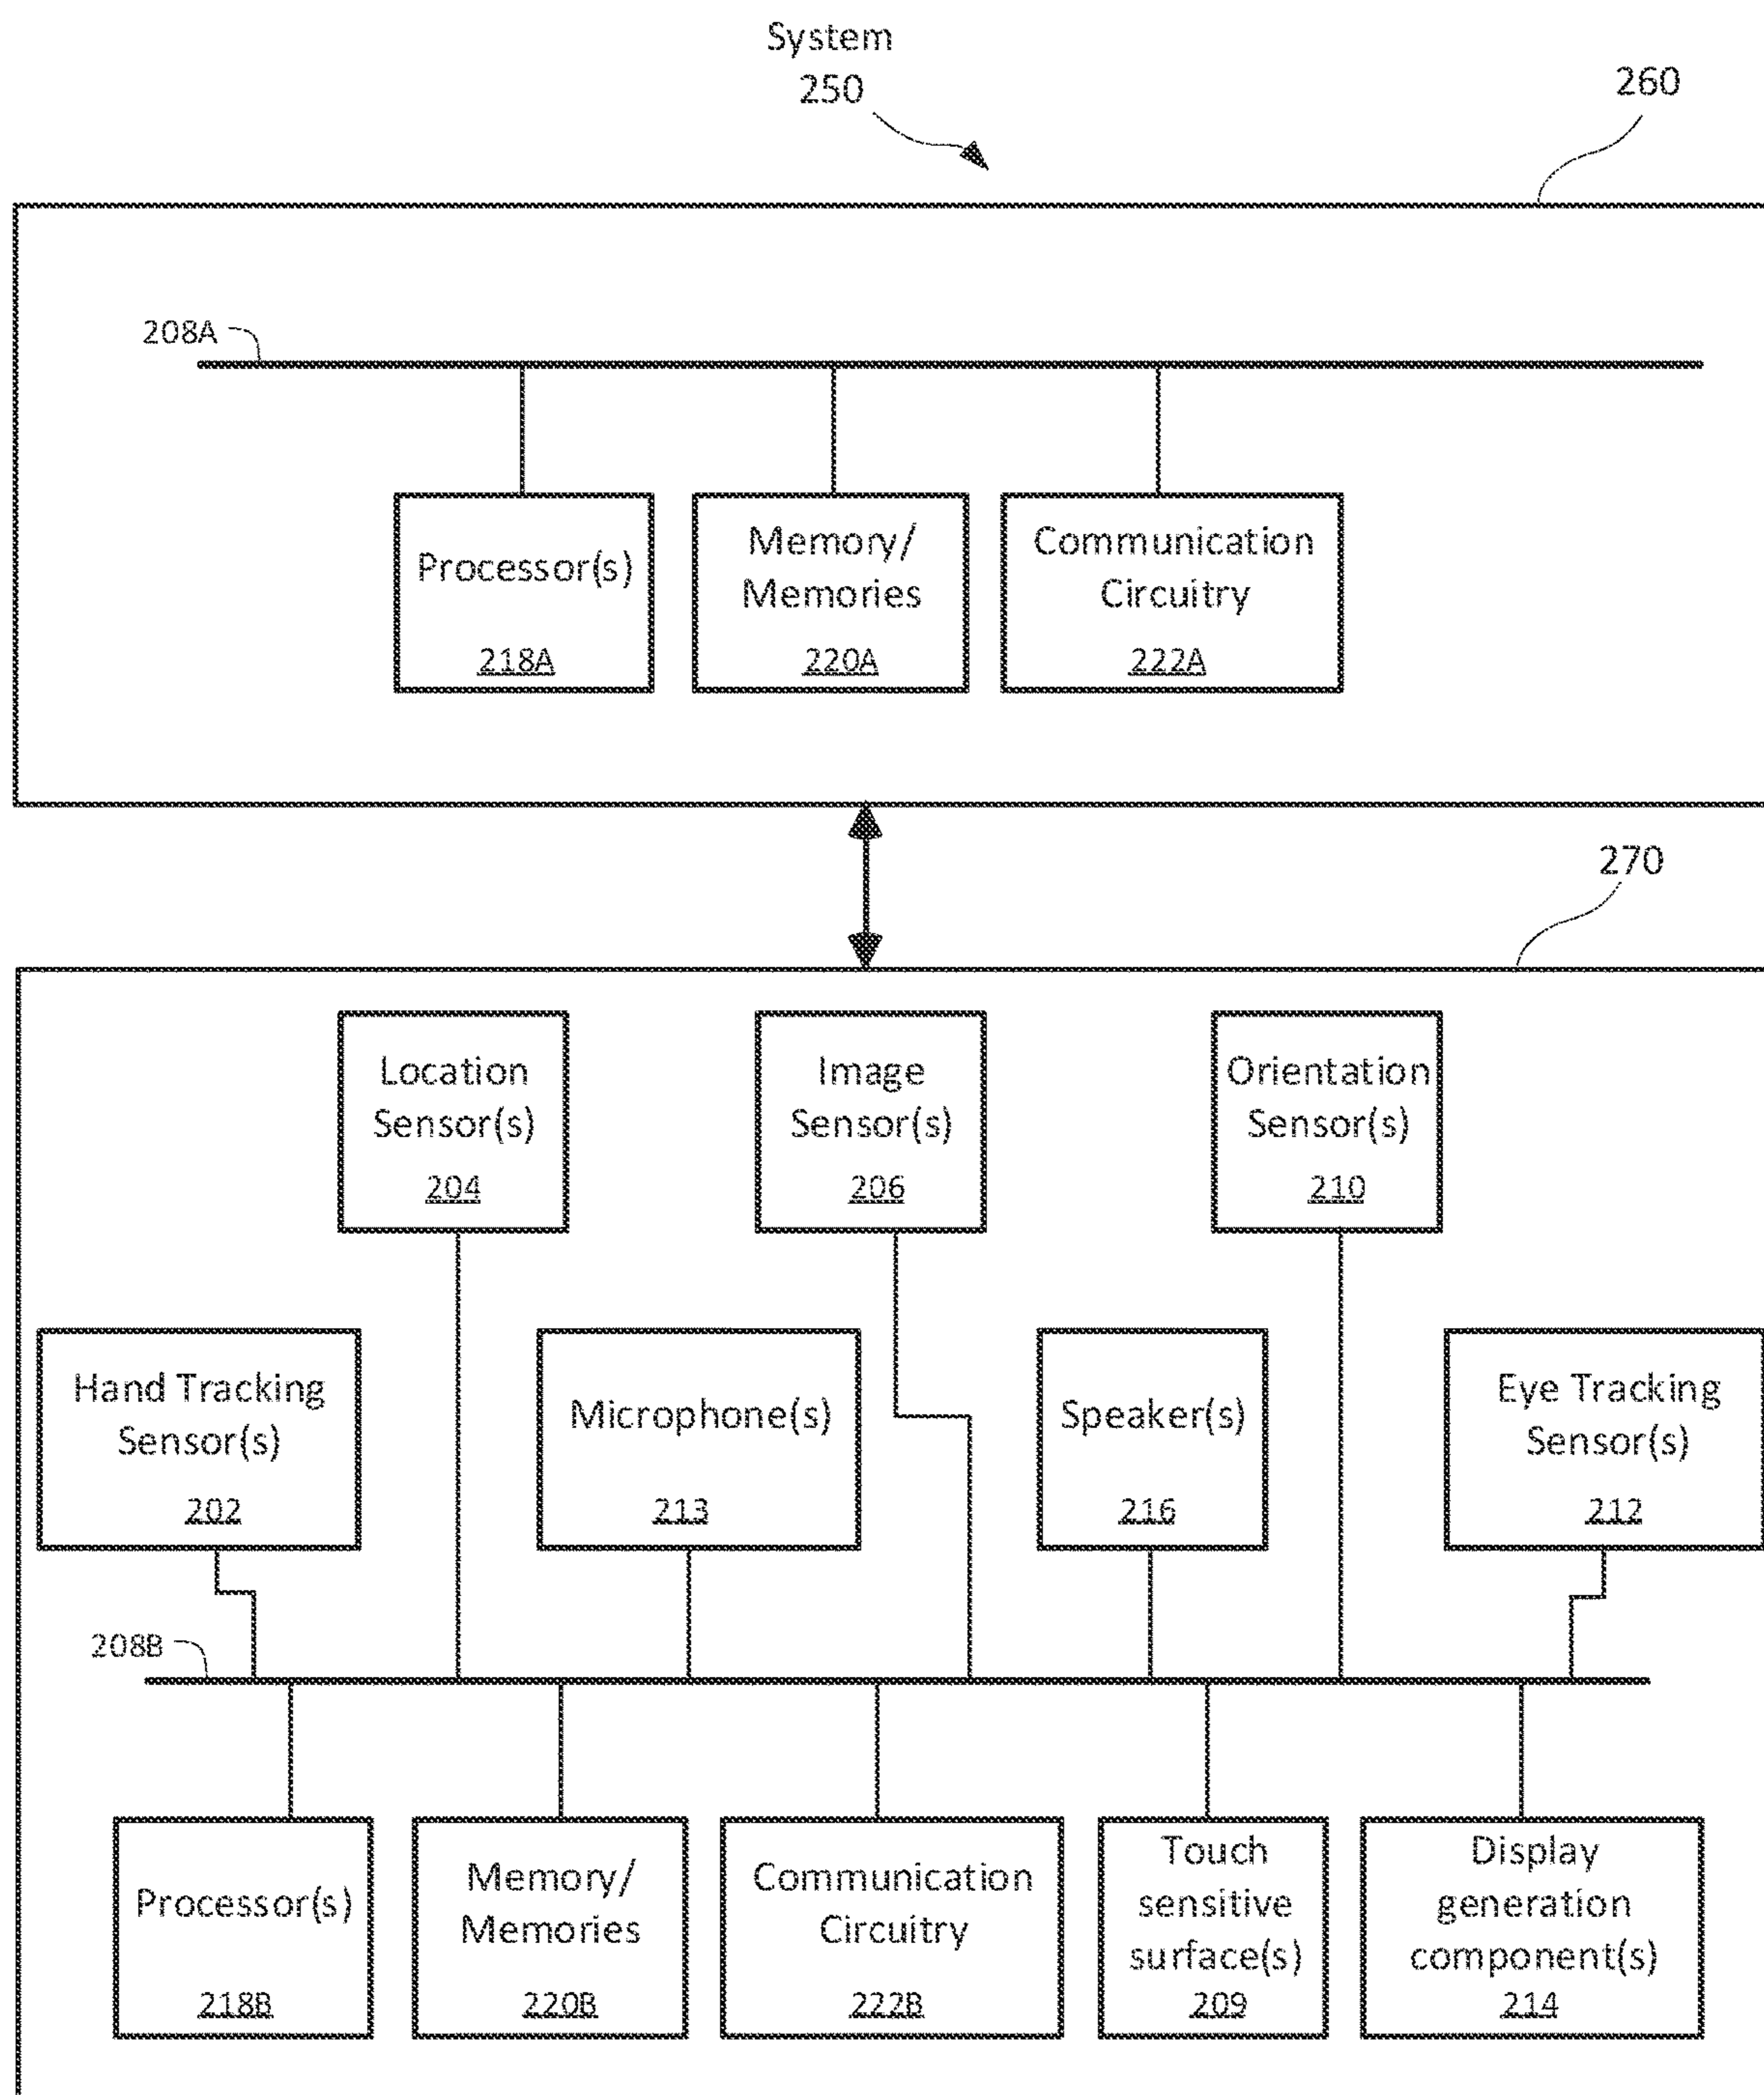 System
250
260
208A
Processor(s)
218A
Memory/
Memories
220A
Communication
Circuitry
222A
270
Location
Sensor(s)
204
Image
Sensor(s)
206
Orientation
Sensor(s)
210
Hand Tracking
Sensor(s)
202
Microphone(s)
213
Speaker(s)
216
Eye Tracking
Sensor(s)
212
208B
Processor(s)
218B
Memory/
Memories
220B
Communication
Circuitry
222B
Touch
sensitive
surface(s)
209
Display
generation
component(s)
214